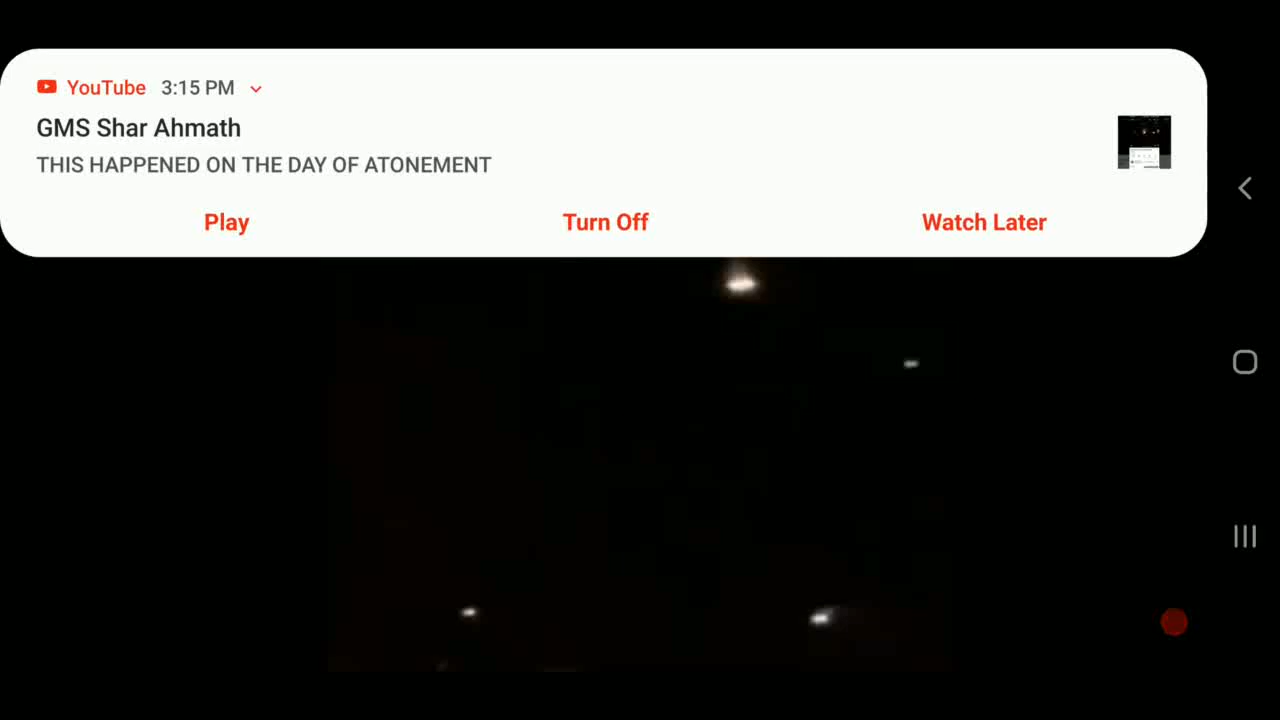 YouTube 3:15 PM
GMS Shar Ahmath
THIS HAPPENED ON THE DAY OF ATONEMENT
Play Turn Off Watch Later